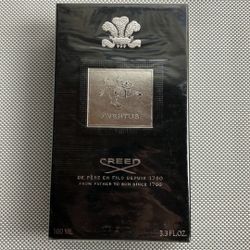 AVENTUS
CREED
DE PÈRE EN FILS DEPUIS 1760
FROM FATHER TO SON SINCE 1760
100 ML
3.3 FL.OZ.